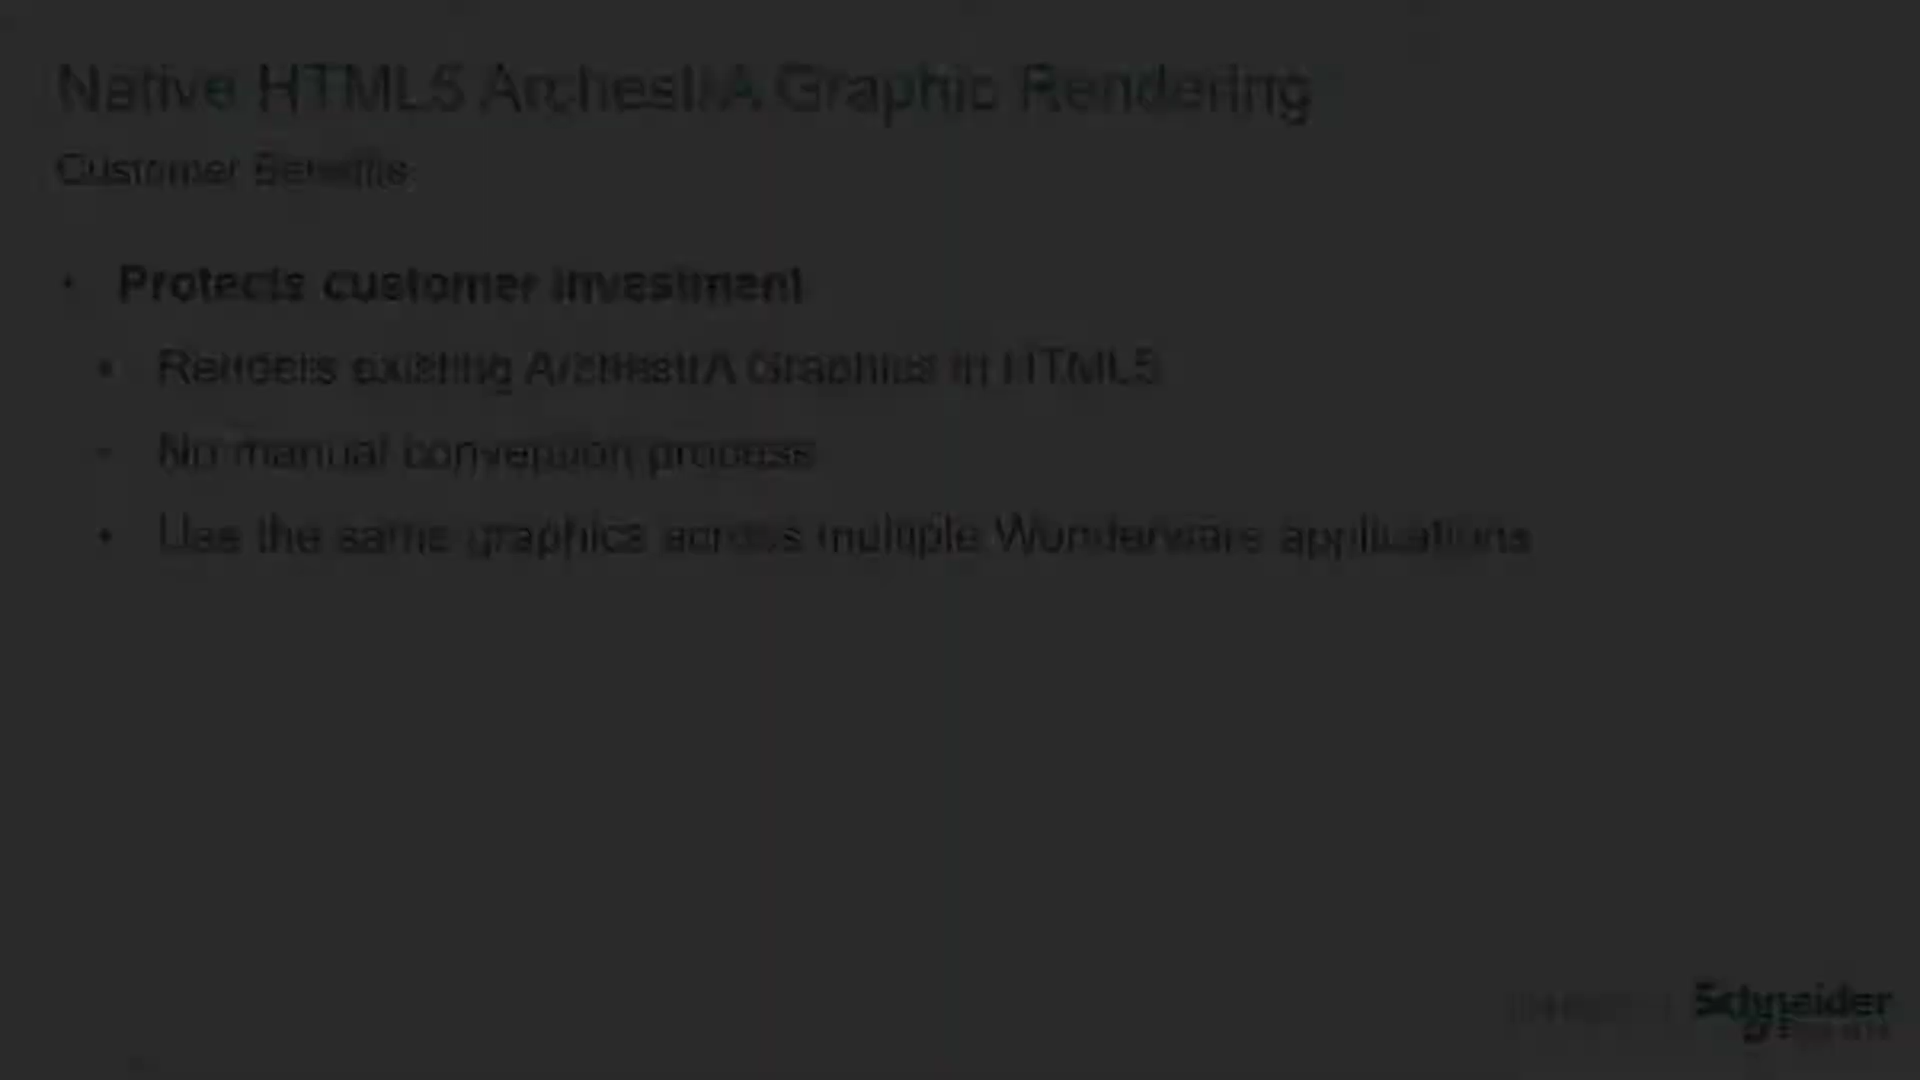 Native HTML5 ArchestrA Graphic Rendering
Customer Benefits
• Protects customer investment
• Renders existing ArchestrA Graphics in HTML5
• No manual conversion process
• Use the same graphics across multiple Wonderware applications
Schneider